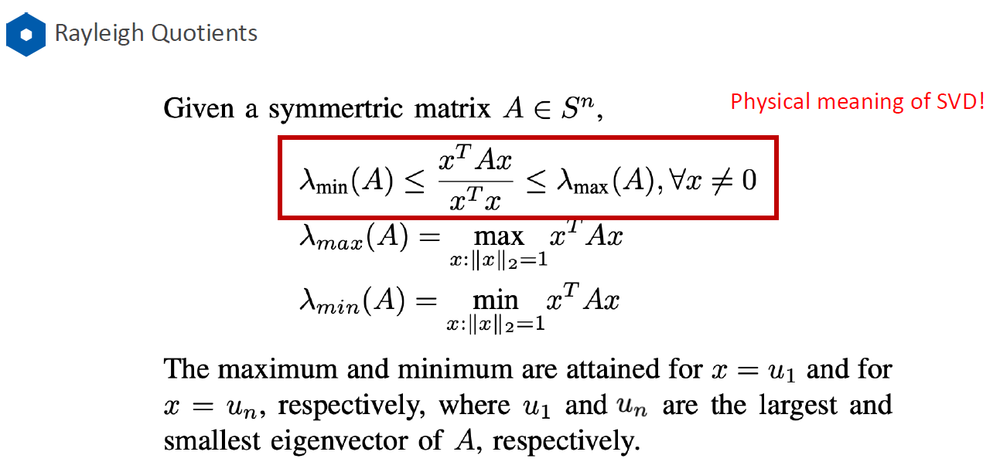 Rayleigh Quotients
Given a symmertric matrix $A \in S^n$,
Physical meaning of SVD!
$\lambda_{\min}(A) \leq \frac{x^T A x}{x^T x} \leq \lambda_{\max}(A), \forall x \neq 0$
$\lambda_{max}(A) = \max_{x:\|x\|_2=1} x^T A x$
$\lambda_{min}(A) = \min_{x:\|x\|_2=1} x^T A x$
The maximum and minimum are attained for $x = u_1$ and for
$x = u_n$, respectively, where $u_1$ and $u_n$ are the largest and
smallest eigenvector of $A$, respectively.